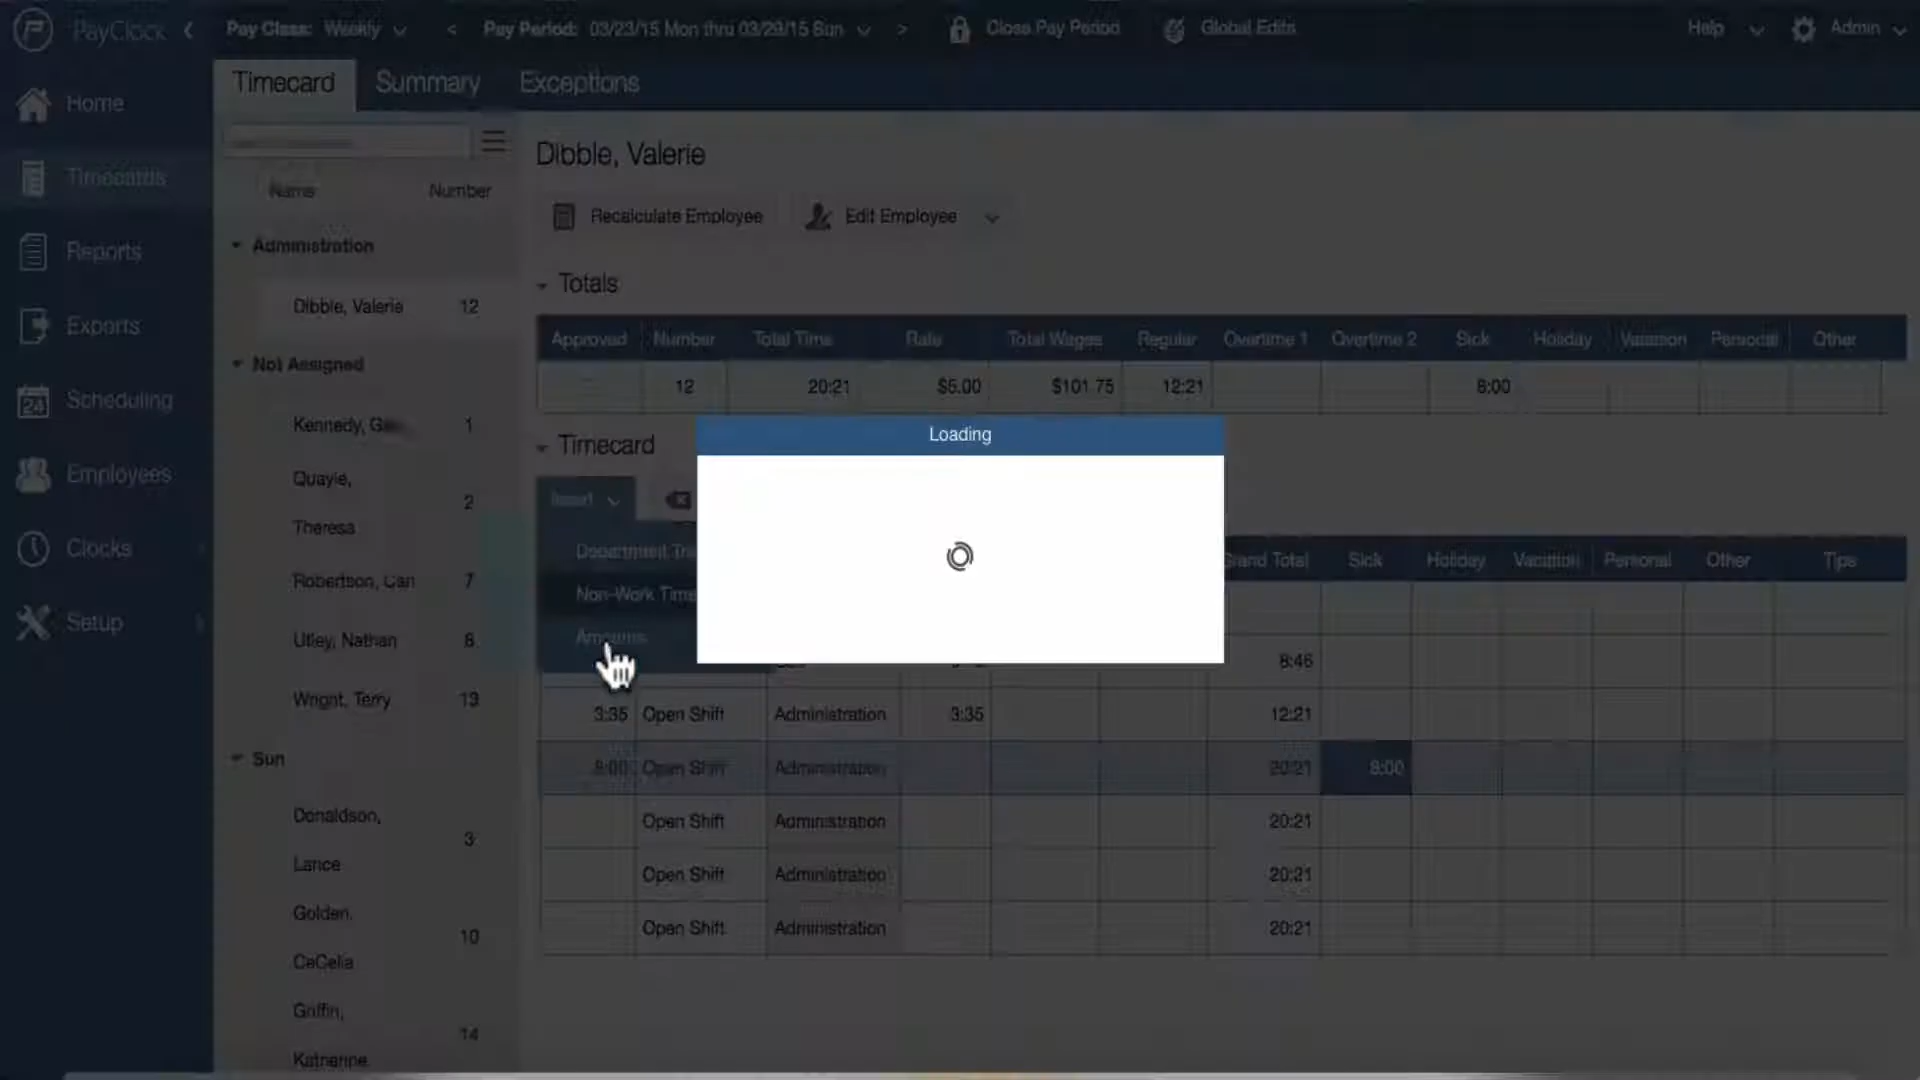 PayClock
Pay Class: Weekly
Pay Period: 03/23/15 Mon thru 03/29/15 Sun
Close Pay Period
Global Edits
Help
Admin
Home
Timecards
Reports
Exports
24
Scheduling
Employees
Clocks
Setup
Timecard
Summary
Exceptions
Name
Number
Administration
Dibble, Valerie 12
Not Assigned
Kennedy, 1
Quayle,
Theresa
2
Robertson, Carl 7
Utley, Nathan 8
Wright, Terry 13
Sun
Donaldson,
Lance
3
Golden,
CeCelia
10
Griffin,
Katherine
14
Dibble, Valerie
Recalculate Employee
Edit Employee
Totals
Approved Number Total Time Rate Total Wages Regular Overtime 1 Overtime 2 Sick Holiday Vacation Personal Other
12 20:21 $5.00 $101.75 12:21 8:00
Timecard
Insert
Department
Non-Work Time
Amounts
Loading
Grand Total Sick Holiday Vacation Personal Other Tips
8:46
3:35 Open Shift Administration 3:35 12:21
8:00 Open Shift Administration 20:21 8:00
Open Shift Administration 20:21
Open Shift Administration 20:21
Open Shift Administration 20:21